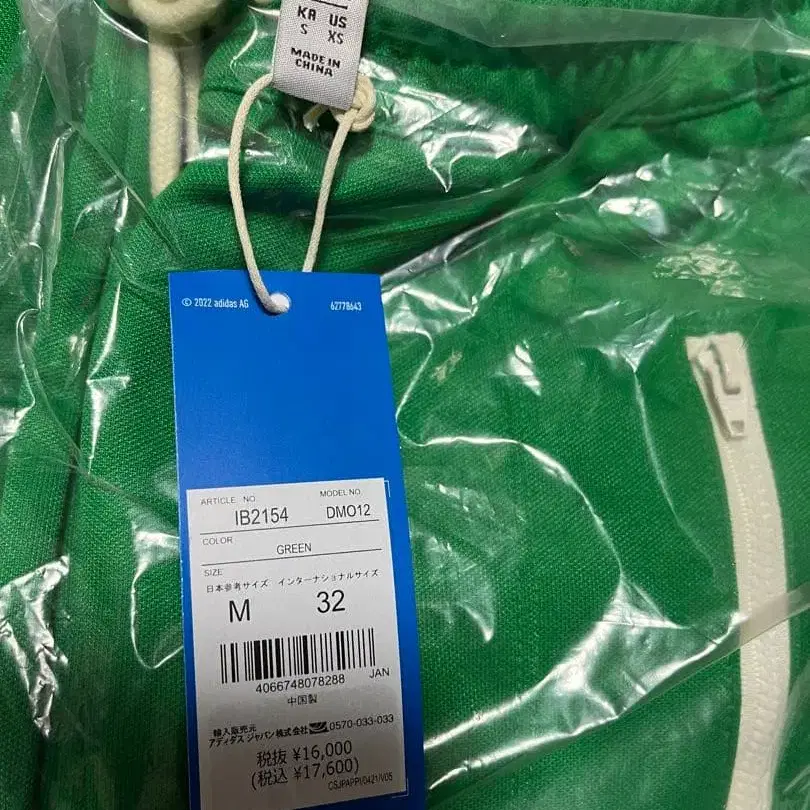 KR US
S XS
MADE IN
CHINA
© 2022 adidas AG 62778643
ARTICLE NO. MODEL NO.
IB2154 DMO12
COLOR
GREEN
SIZE
日本参考サイズ インターナショナルサイズ
M 32
4066748078288 JAN
中国製
輸入販売元
アディダス ジャパン株式会社 0570-033-033
税抜 ¥16,000
(税込 ¥17,600)
CSJPAPPI/0421/V05